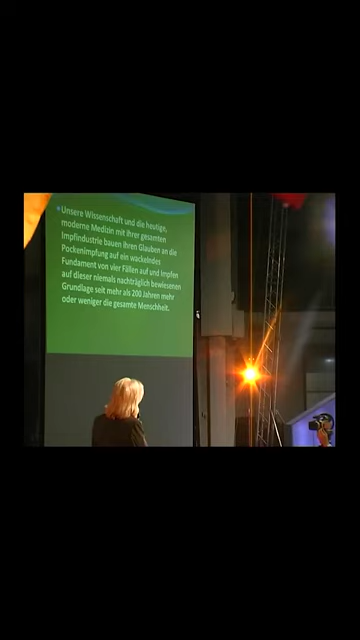 Unsere Wissenschaft und die heutige,
moderne Medizin mit ihrer gesamten
Impfindustrie bauen ihren Glauben an die
Pockenimpfung auf ein wackelndes
Fundament von vier Fällen auf und impfen
auf dieser niemals nachträglich bewiesenen
Grundlage seit mehr als 200 Jahren mehr
oder weniger die gesamte Menschheit.